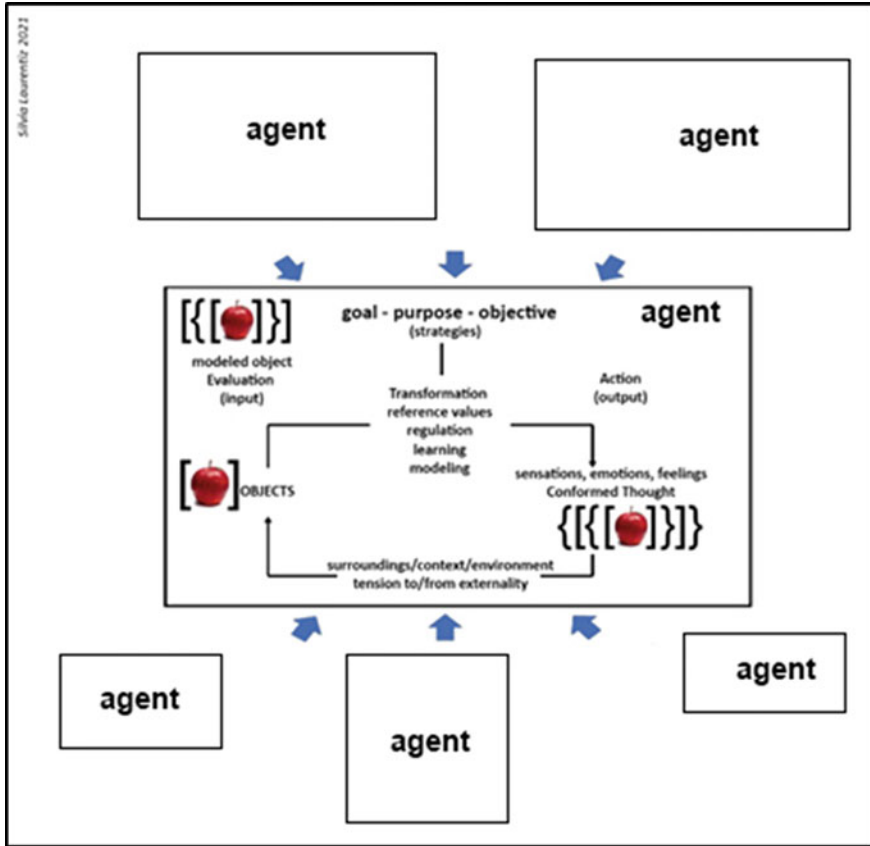 Silvia Laurentiz 2021
agent
agent
agent
[{[ ]}]
goal - purpose - objective
(strategies)
modeled object
Evaluation
(input)
Transformation
reference values
regulation
learning
modeling
Action
(output)
[ ] OBJECTS
sensations, emotions, feelings
Conformed Thought
{[{[ ]}]}
surroundings/context/environment
tension to/from externality
agent
agent
agent